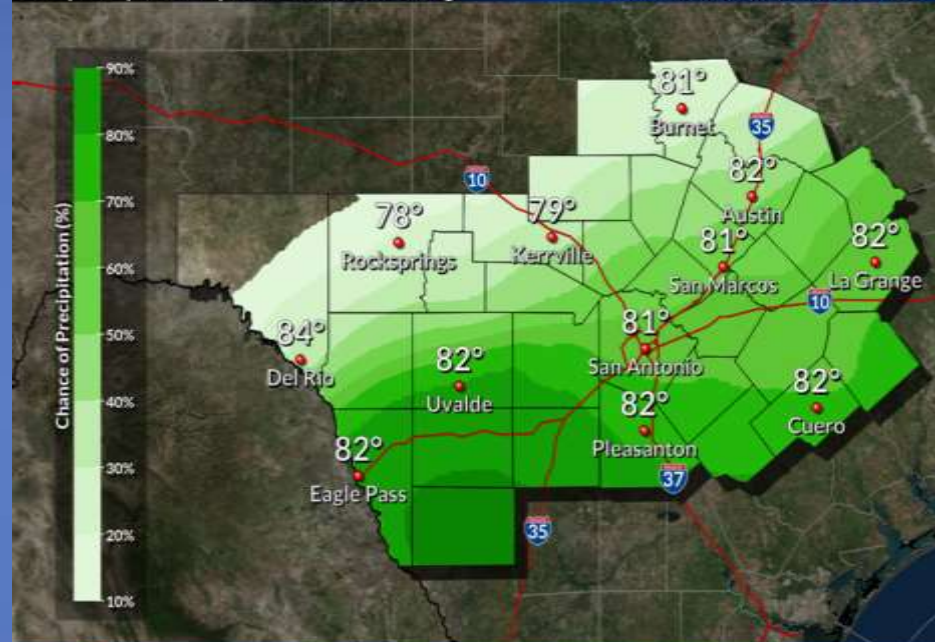 90%
80%
70%
60%
50%
40%
30%
20%
10%
Chance of Precipitation (%)
81°
Burnet
35
82°
Austin
10
78°
Rocksprings
79°
Kerrville
81°
San Marcos
82°
La Grange
10
84°
Del Rio
82°
Uvalde
81°
San Antonio
82°
Pleasanton
82°
Cuero
82°
Eagle Pass
37
35